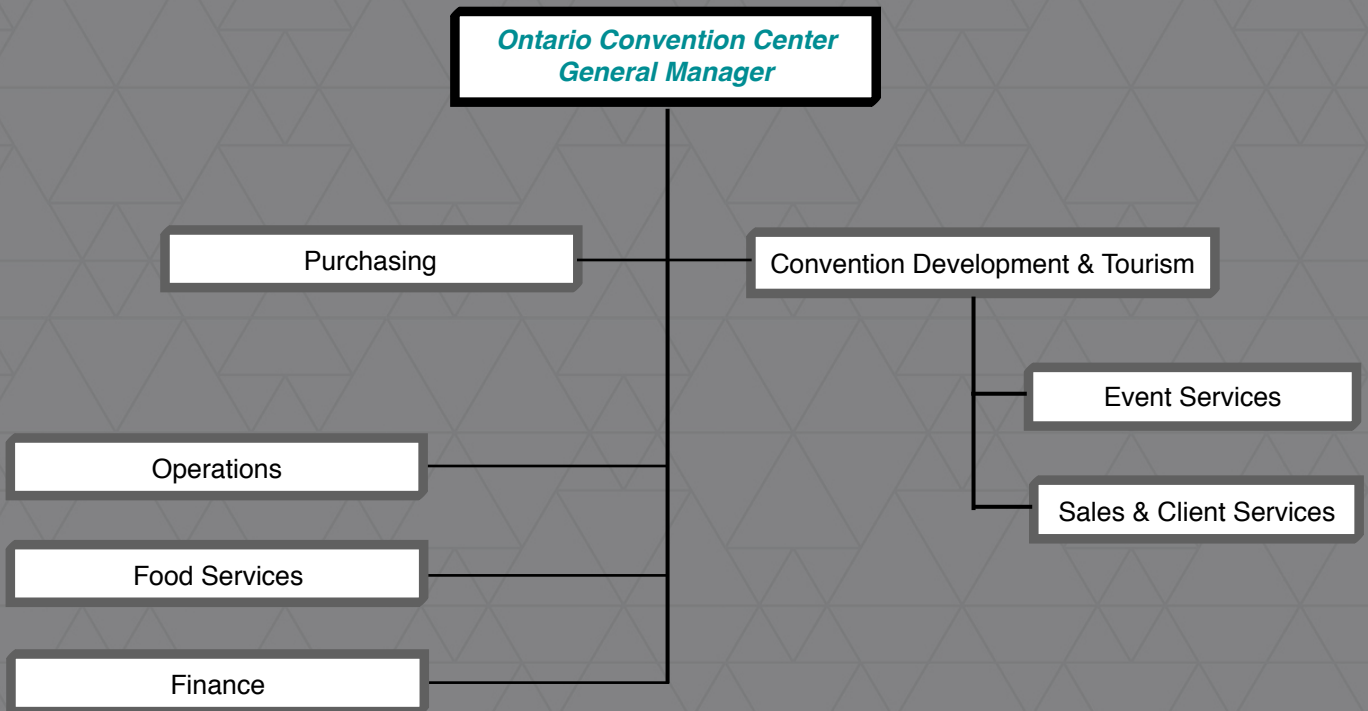 Ontario Convention Center
General Manager
Purchasing
Convention Development & Tourism
Event Services
Operations
Sales & Client Services
Food Services
Finance